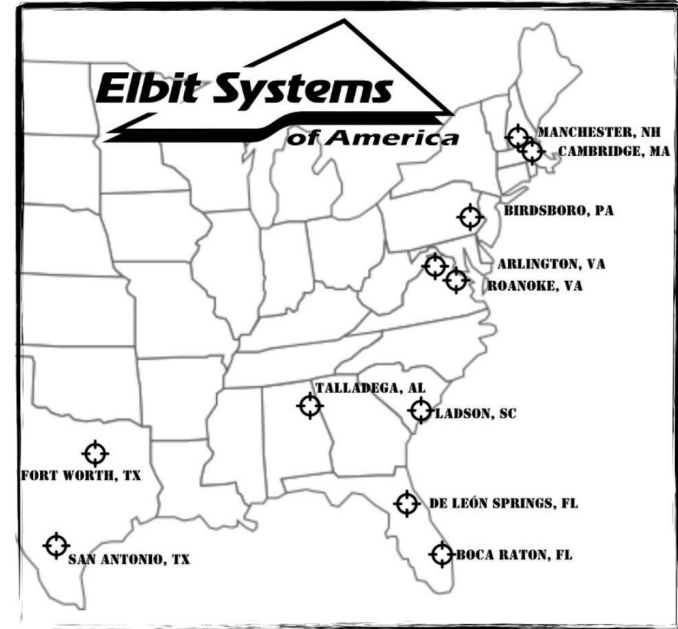 Elbit Systems
of America
MANCHESTER, NH
CAMBRIDGE, MA
BIRDSBORO, PA
ARLINGTON, VA
ROANOKE, VA
TALLADEGA, AL
LADSON, SC
FORT WORTH, TX
DE LEÓN SPRINGS, FL
SAN ANTONIO, TX
BOCA RATON, FL